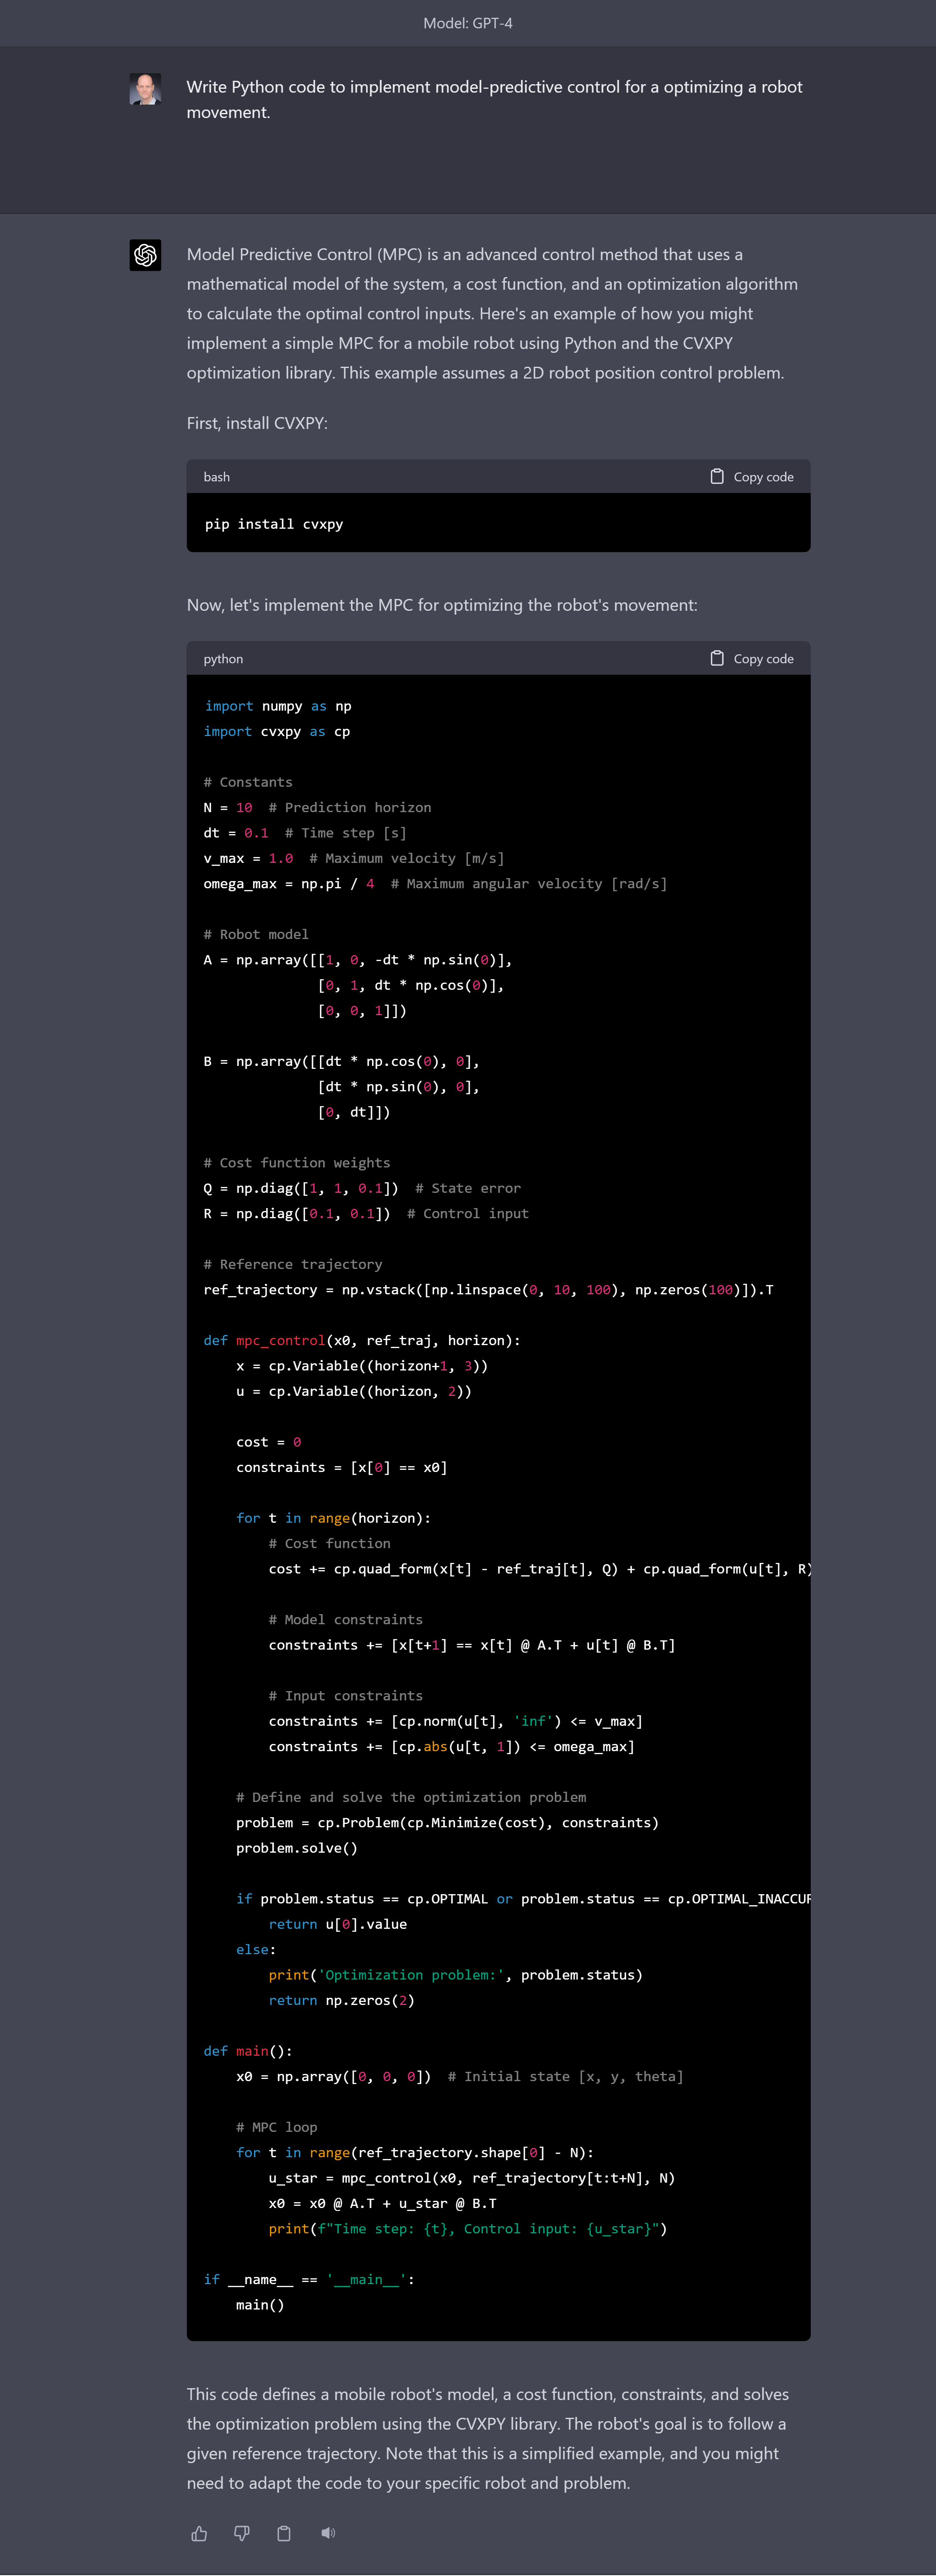 Model: GPT-4
Write Python code to implement model-predictive control for a optimizing a robot
movement.
Model Predictive Control (MPC) is an advanced control method that uses a
mathematical model of the system, a cost function, and an optimization algorithm
to calculate the optimal control inputs. Here's an example of how you might
implement a simple MPC for a mobile robot using Python and the CVXPY
optimization library. This example assumes a 2D robot position control problem.
First, install CVXPY:
bash Copy code
pip install cvxpy
Now, let's implement the MPC for optimizing the robot's movement:
python Copy code
import numpy as np
import cvxpy as cp
# Constants
N = 10  # Prediction horizon
dt = 0.1  # Time step [s]
v_max = 1.0  # Maximum velocity [m/s]
omega_max = np.pi / 4  # Maximum angular velocity [rad/s]
# Robot model
A = np.array([[1, 0, -dt * np.sin(0)],
              [0, 1, dt * np.cos(0)],
              [0, 0, 1]])
B = np.array([[dt * np.cos(0), 0],
              [dt * np.sin(0), 0],
              [0, dt]])
# Cost function weights
Q = np.diag([1, 1, 0.1])  # State error
R = np.diag([0.1, 0.1])  # Control input
# Reference trajectory
ref_trajectory = np.vstack([np.linspace(0, 10, 100), np.zeros(100)]).T
def mpc_control(x0, ref_traj, horizon):
    x = cp.Variable((horizon+1, 3))
    u = cp.Variable((horizon, 2))
    cost = 0
    constraints = [x[0] == x0]
    for t in range(horizon):
        # Cost function
        cost += cp.quad_form(x[t] - ref_traj[t], Q) + cp.quad_form(u[t], R)
        # Model constraints
        constraints += [x[t+1] == x[t] @ A.T + u[t] @ B.T]
        # Input constraints
        constraints += [cp.norm(u[t], 'inf') <= v_max]
        constraints += [cp.abs(u[t, 1]) <= omega_max]
    # Define and solve the optimization problem
    problem = cp.Problem(cp.Minimize(cost), constraints)
    problem.solve()
    if problem.status == cp.OPTIMAL or problem.status == cp.OPTIMAL_INACCUR
        return u[0].value
    else:
        print('Optimization problem:', problem.status)
        return np.zeros(2)
def main():
    x0 = np.array([0, 0, 0])  # Initial state [x, y, theta]
    # MPC loop
    for t in range(ref_trajectory.shape[0] - N):
        u_star = mpc_control(x0, ref_trajectory[t:t+N], N)
        x0 = x0 @ A.T + u_star @ B.T
        print(f"Time step: {t}, Control input: {u_star}")
if __name__ == '__main__':
    main()
This code defines a mobile robot's model, a cost function, constraints, and solves
the optimization problem using the CVXPY library. The robot's goal is to follow a
given reference trajectory. Note that this is a simplified example, and you might
need to adapt the code to your specific robot and problem.